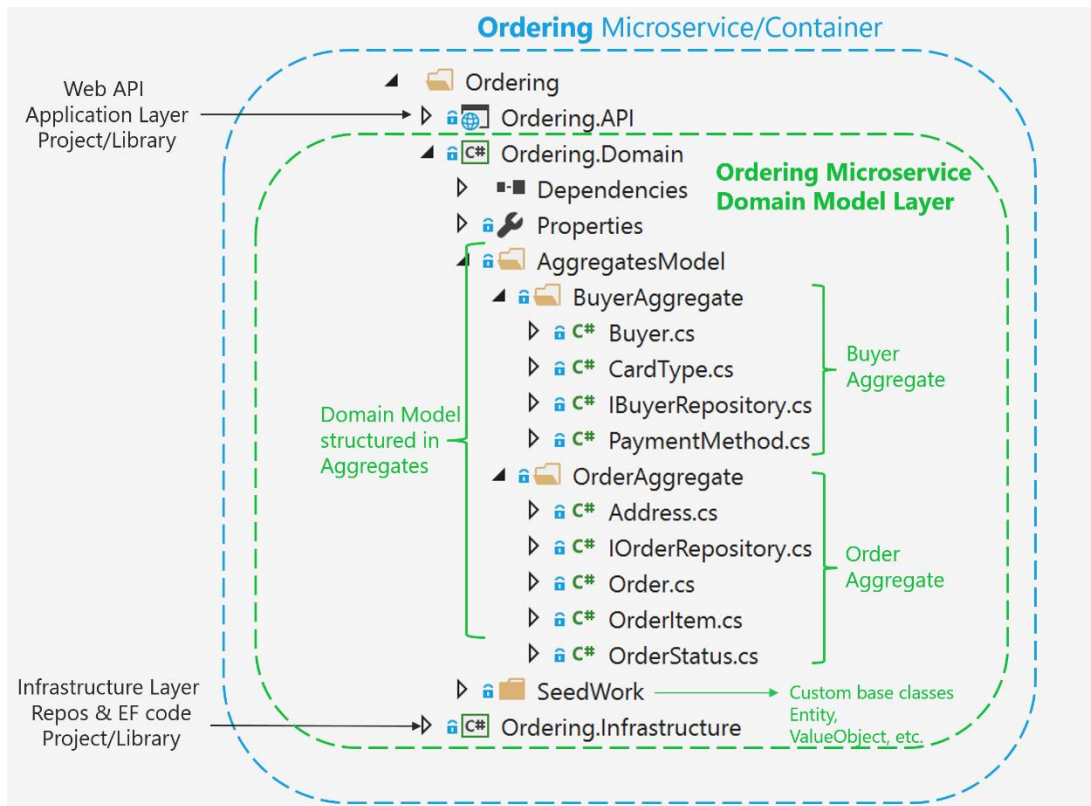 Ordering Microservice/Container
Ordering
Web API
Application Layer
Project/Library
Ordering.API
C# Ordering.Domain
Ordering Microservice
Domain Model Layer
Dependencies
Properties
AggregatesModel
BuyerAggregate
C# Buyer.cs
C# CardType.cs
C# IBuyerRepository.cs
C# PaymentMethod.cs
Buyer
Aggregate
Domain Model
structured in
Aggregates
OrderAggregate
C# Address.cs
C# IOrderRepository.cs
C# Order.cs
C# OrderItem.cs
C# OrderStatus.cs
Order
Aggregate
SeedWork
Custom base classes
Entity,
ValueObject, etc.
Infrastructure Layer
Repos & EF code
Project/Library
C# Ordering.Infrastructure